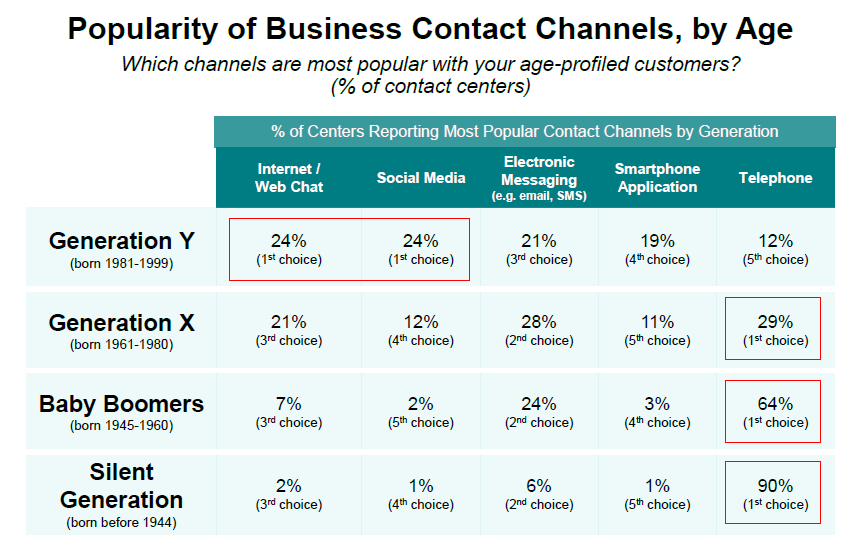 Popularity of Business Contact Channels, by Age
Which channels are most popular with your age-profiled customers?
(% of contact centers)
% of Centers Reporting Most Popular Contact Channels by Generation
Internet / Web Chat
Social Media
Electronic Messaging (e.g. email, SMS)
Smartphone Application
Telephone
Generation Y
(born 1981-1999)
24% 24% 21% 19% 12%
(1st choice) (1st choice) (3rd choice) (4th choice) (5th choice)
Generation X
(born 1961-1980)
21% 12% 28% 11% 29%
(3rd choice) (4th choice) (2nd choice) (5th choice) (1st choice)
Baby Boomers
(born 1945-1960)
7% 2% 24% 3% 64%
(3rd choice) (5th choice) (2nd choice) (4th choice) (1st choice)
Silent
Generation
(born before 1944)
2% 1% 6% 1% 90%
(3rd choice) (4th choice) (2nd choice) (5th choice) (1st choice)